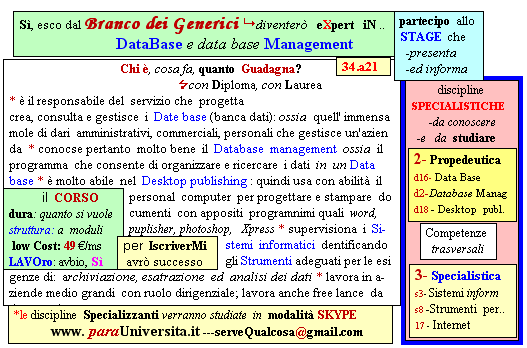 Sì, esco dal Branco dei Generici ↪diventerò eXpert iN ..
DataBase e data base Management
34.a21
Chi è, cosa fa, quanto Guadagna?
con Diploma, con Laurea
* è il responsabile del servizio che progetta
crea, consulta e gestisce i Date base (banca dati): ossia quell' immensa
mole di dari amministrativi, commerciali, personali che gestisce un'azien
da * conocse pertanto molto bene il Database management ossia il
programma che consente di organizzare e ricercare i dati in un Data
base * è molto abile nel Desktop publishing : quindi usa con abilità il
personal computer per progettare e stampare do
cumenti con appositi programnimi quali word,
puplisher, photoshop, Xpress * supervisiona i Si-
stemi informatici dentificando
gli Strumenti adeguati per le esi
genze di: archiviazione, esatrazione ed analisi dei dati * lavora in a-
ziende medio grandi con ruolo dirigenziale; lavora anche free lance da
il CORSO
dura: quanto si vuole
struttura: a moduli
low Cost: 49 €/ms
LAVOro: avbio, Si
per IscriverMi
avrò successo
*le discipline Specializzanti verranno studiate in modalità SKYPE
www. paraUniversita.it ---serveQualcosa@gmail.com
partecipo allo
STAGE che
-presenta
-ed informa
discipline
SPECIALISTICHE
-da conoscere
-e da studiare
2- Propedeutica
d16- Data Base
d2-Database Manag
d18 - Desktop publ.
Competenze
trasversali
3- Specialistica
s3-Sistemi inform
s8 -Strumenti per..
17 - Internet